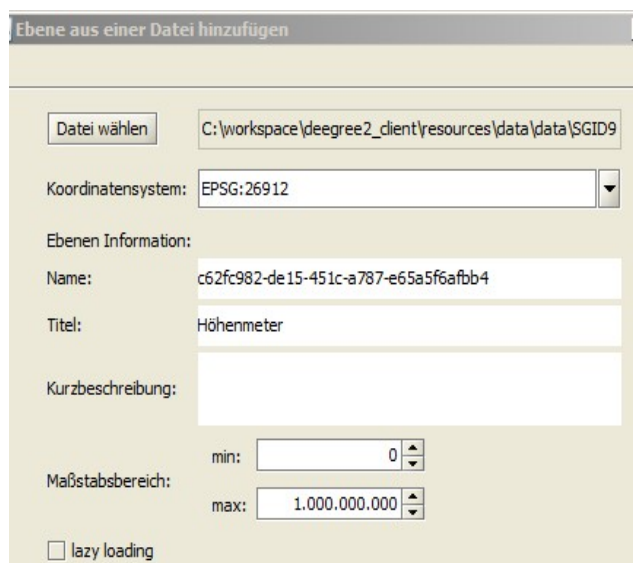 Ebene aus einer Datei hinzufügen
Datei wählen C:\workspace\deegree2_client\resources\data\data\SGID9
Koordinatensystem: EPSG:26912
Ebenen Information:
Name: c62fc982-de15-451c-a787-e65a5f6afbb4
Titel: Höhenmeter
Kurzbeschreibung:
Maßstabsbereich:
min: 0
max: 1.000.000.000
lazy loading